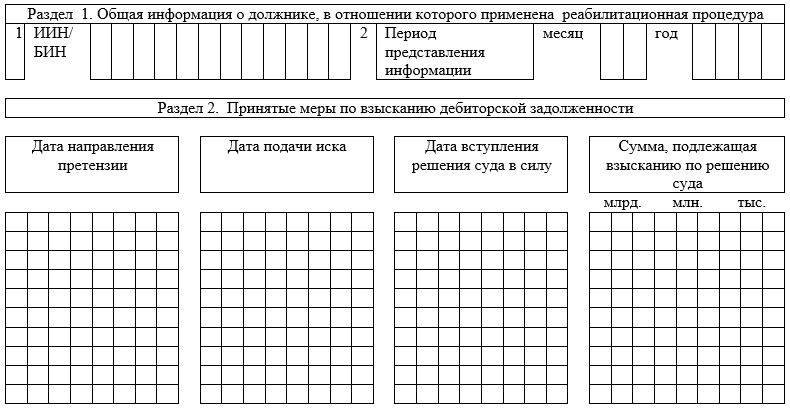 Раздел 1. Общая информация о должнике, в отношении которого применена реабилитационная процедура
1 ИИН/ БИН 2 Период представления информации месяц год
Раздел 2. Принятые меры по взысканию дебиторской задолженности
Дата направления
претензии
Дата подачи иска
Дата вступления
решения суда в силу
Сумма, подлежащая
взысканию по решению
суда
млрд. млн. тыс.